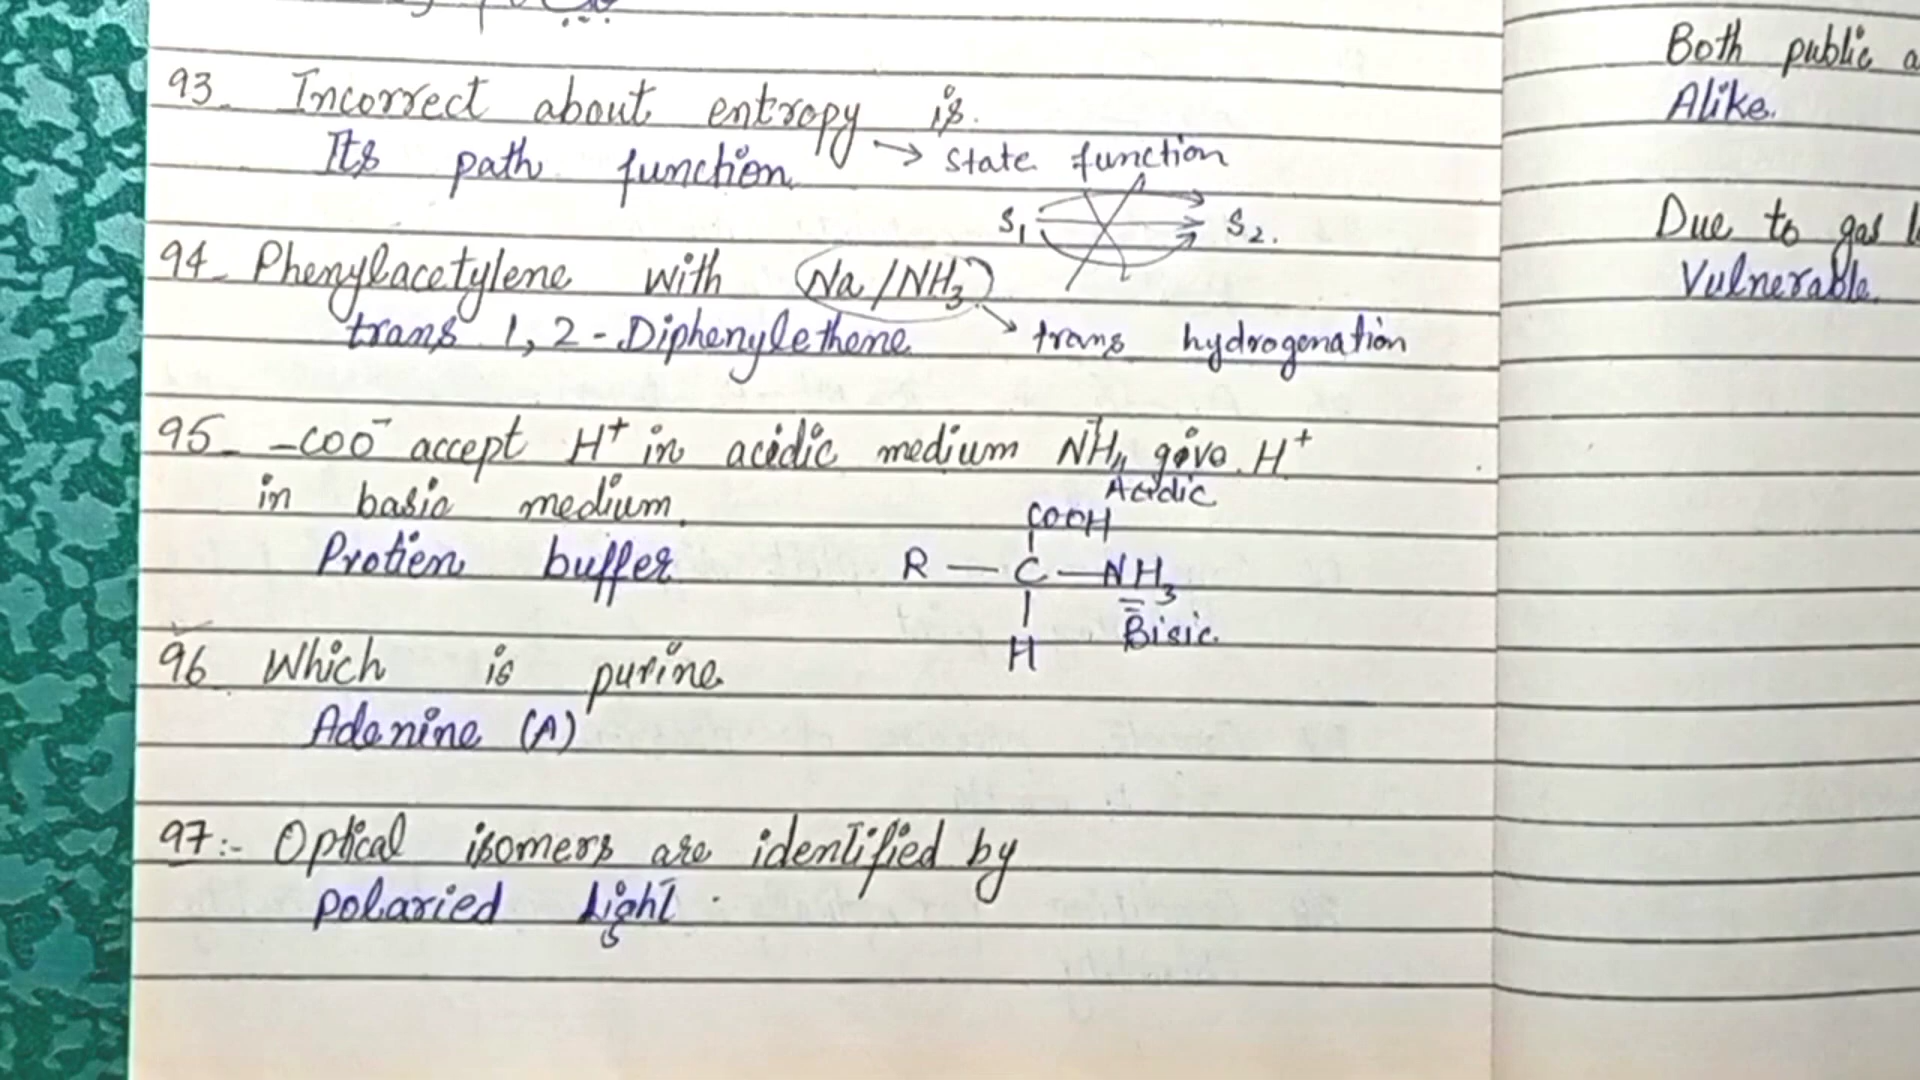 93- Incorrect about entropy is.
Its path function → state function
S1 S2.
94- Phenylacetylene with Na/NH3
trans 1,2-Diphenylethene → trans hydrogenation
95- -COO- accept H+ in acidic medium NH4 give H+
in basic medium.
Acidic
COOH
Protien buffer R - C - NH3
H
Bisic.
96 Which is purine
Adenine (A)
97:- Optical isomers are identified by
polaried Light.
Both public a
Alike.
Due to gas
Vulnerable.